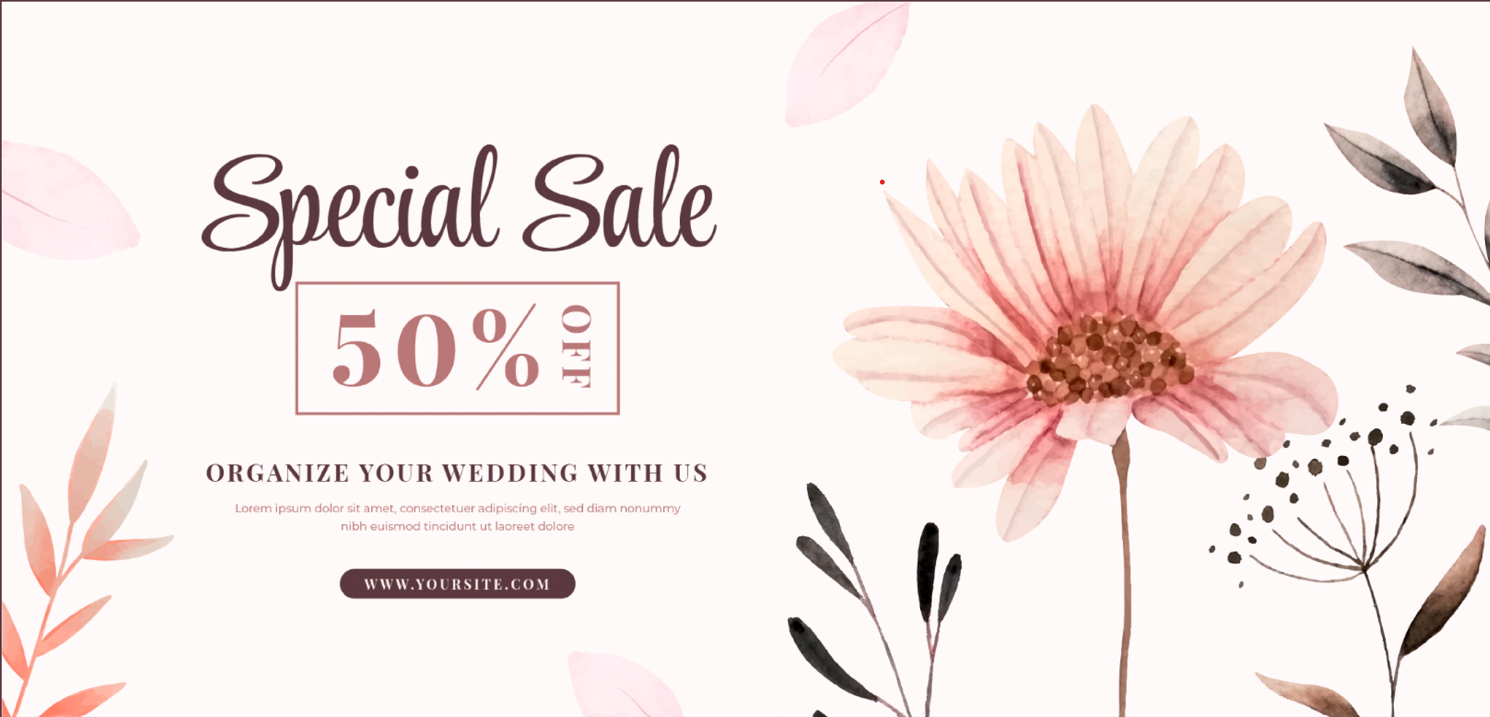 Special Sale
50% OFF
ORGANIZE YOUR WEDDING WITH US
Lorem ipsum dolor sit amet, consectetuer adipiscing elit, sed diam nonummy
nibh euismod tincidunt ut laoreet dolore
WWW.YOURSITE.COM